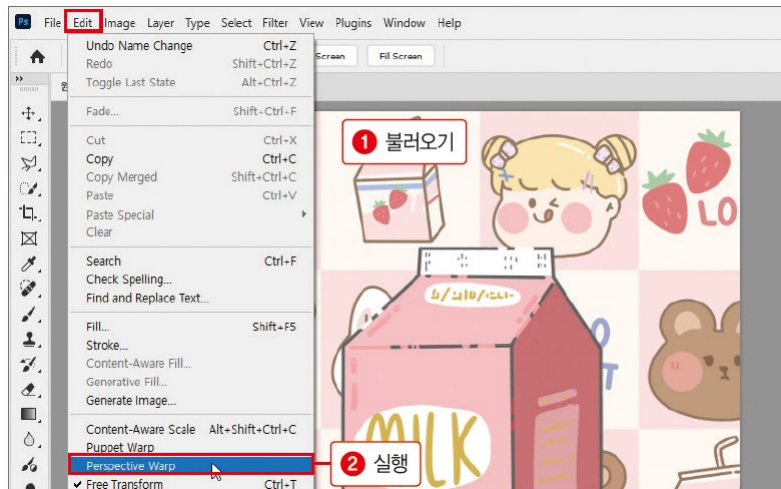 Ps File Edit Image Layer Type Select Filter View Plugins Window Help
Screen Fill Screen
Undo Name Change Ctrl+Z
Redo Shift+Ctrl+Z
Toggle Last State Alt+Ctrl+Z
Fade... Shift+Ctrl+F
Cut Ctrl+X
Copy Ctrl+C
Copy Merged Shift+Ctrl+C
Paste Ctrl+V
Paste Special
Clear
Search Ctrl+F
Check Spelling...
Find and Replace Text...
Fill... Shift+F5
Stroke...
Content-Aware Fill...
Generative Fill...
Generate Image...
Content-Aware Scale Alt+Shift+Ctrl+C
Puppet Warp
Perspective Warp
Free Transform Ctrl+T
1 불러오기
LO
MILK
2 실행